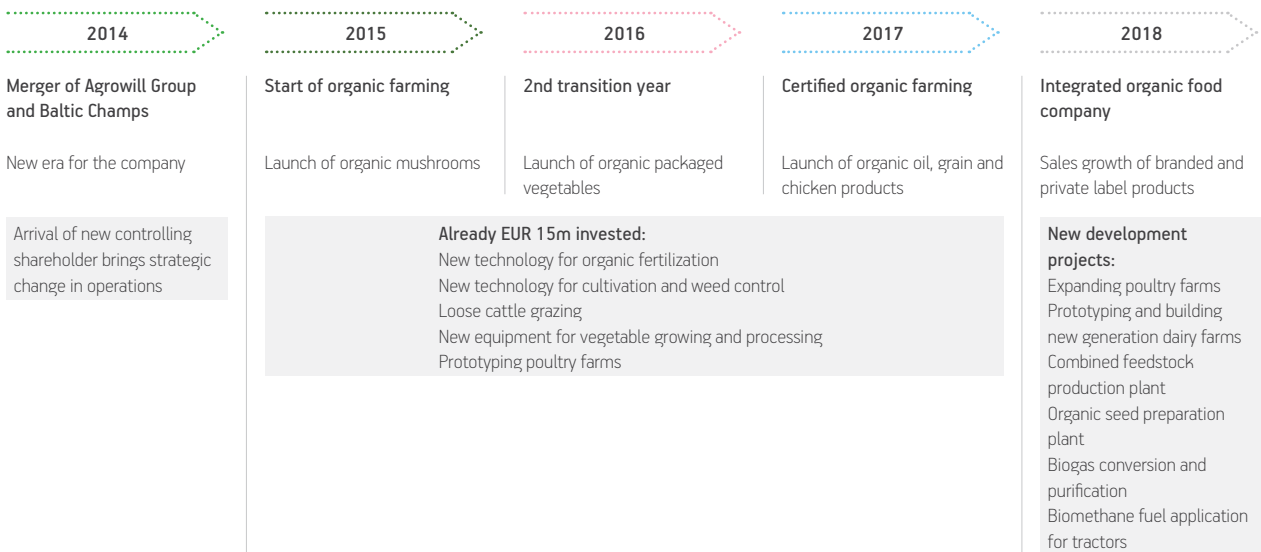 2014
Merger of Agrowill Group
and Baltic Champs
New era for the company
Arrival of new controlling
shareholder brings strategic
change in operations
2015
Start of organic farming
Launch of organic mushrooms
2016
2nd transition year
Launch of organic packaged
vegetables
2017
Certified organic farming
Launch of organic oil, grain and
chicken products
Already EUR 15m invested:
New technology for organic fertilization
New technology for cultivation and weed control
Loose cattle grazing
New equipment for vegetable growing and processing
Prototyping poultry farms
2018
Integrated organic food
company
Sales growth of branded and
private label products
New development
projects:
Expanding poultry farms
Prototyping and building
new generation dairy farms
Combined feedstock
production plant
Organic seed preparation
plant
Biogas conversion and
purification
Biomethane fuel application
for tractors